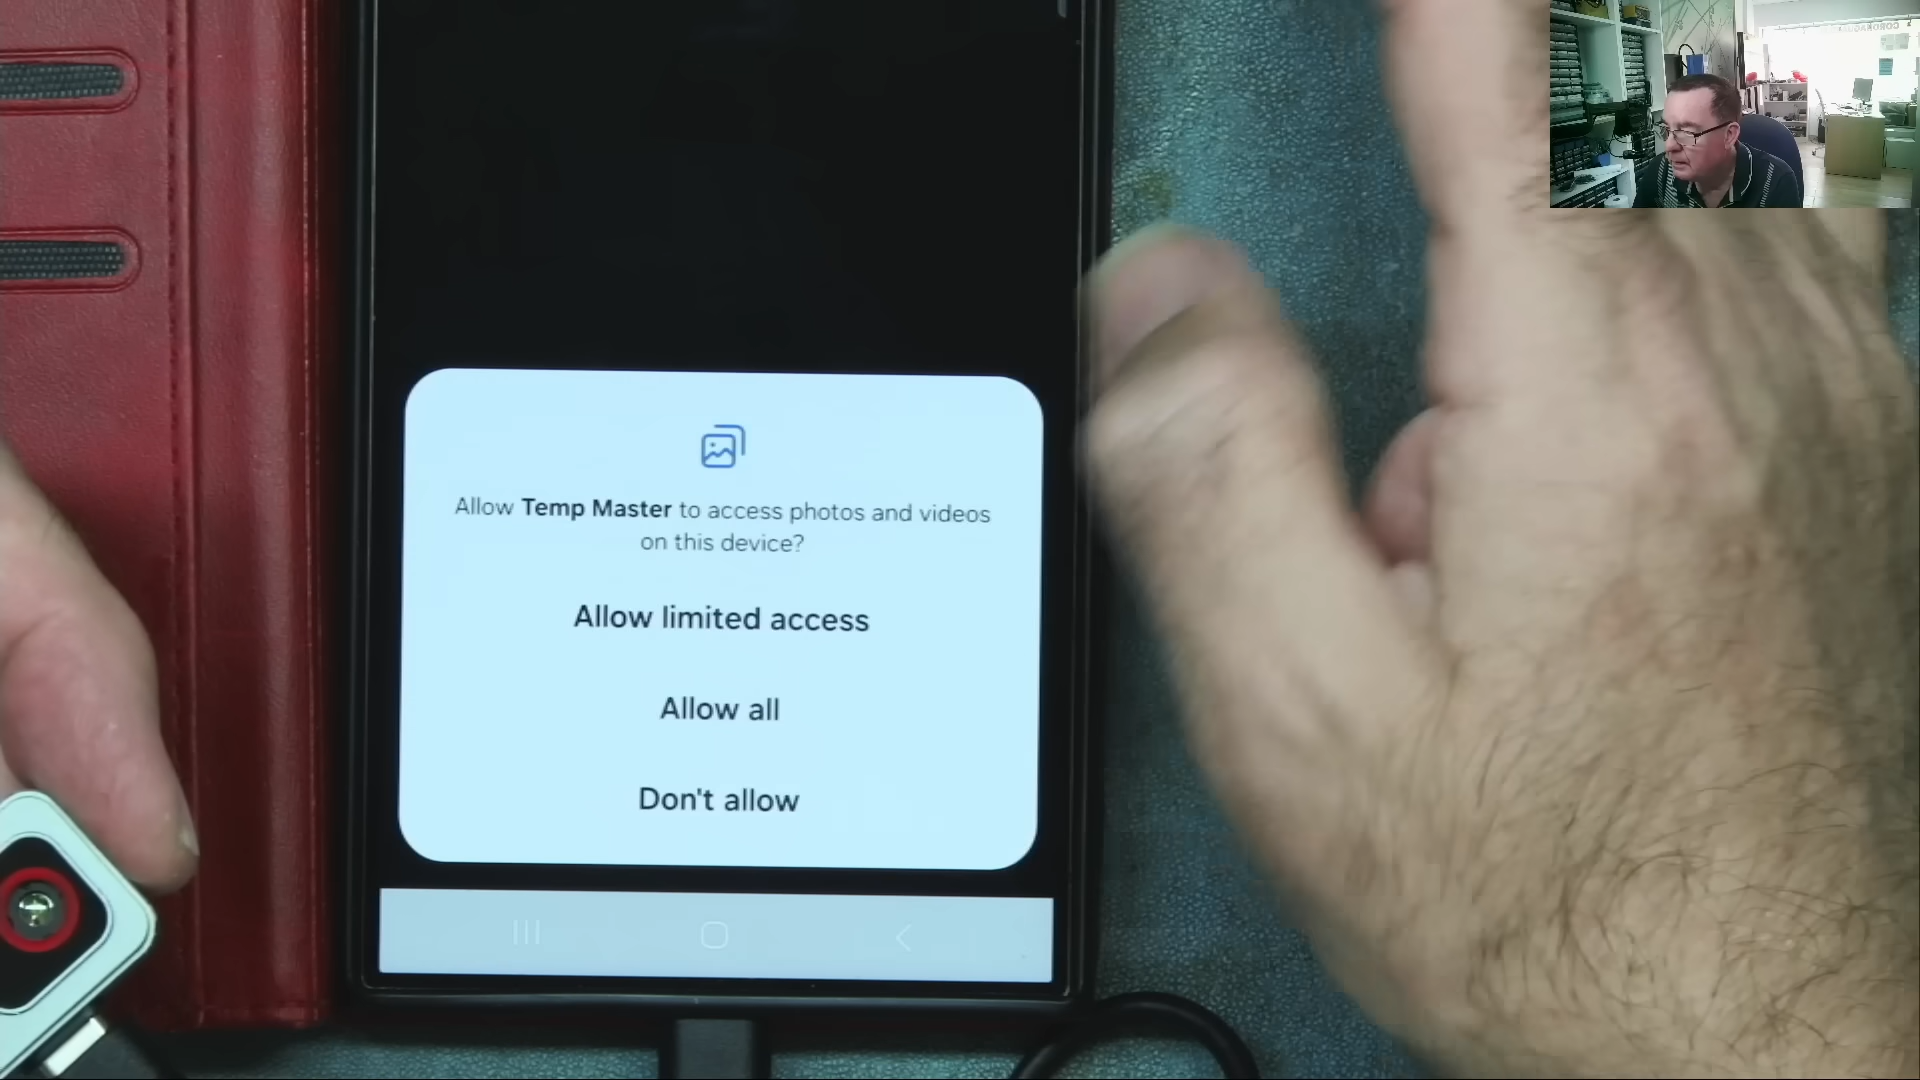 Allow Temp Master to access photos and videos
on this device?
Allow limited access
Allow all
Don't allow